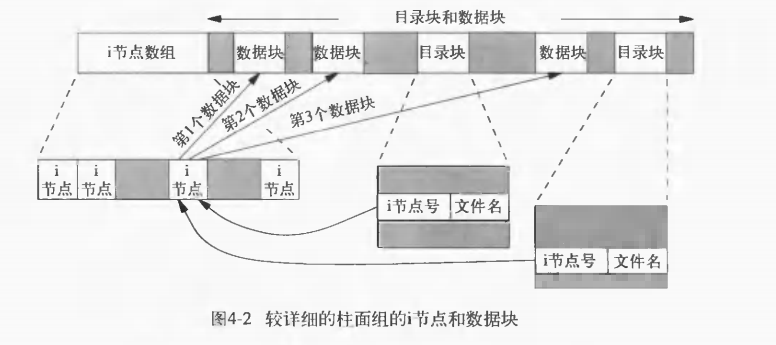 目录块和数据块
i节点数组
数据块
数据块
目录块
数据块
目录块
第1个数据块
第2个数据块
第3个数据块
i
节点
i
节点
i
节点
i
节点
i节点号 文件名
i节点号 文件名
图4-2 较详细的柱面组的i节点和数据块